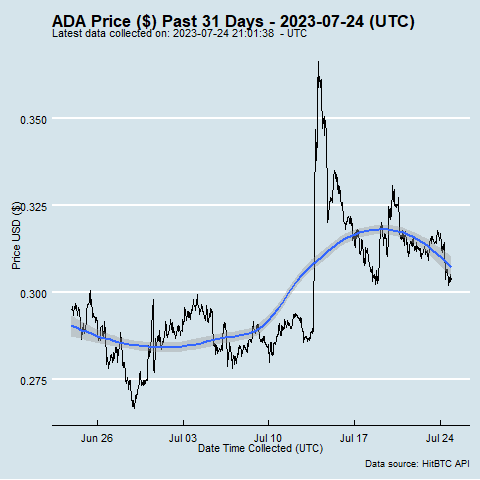 ADA Price ($) Past 31 Days - 2023-07-24 (UTC)
Latest data collected on: 2023-07-24 21:01:38 - UTC
Price USD ($)
0.350
0.325
0.300
0.275
Jun 26
Jul 03
Jul 10
Jul 17
Jul 24
Date Time Collected (UTC)
Data source: HitBTC API